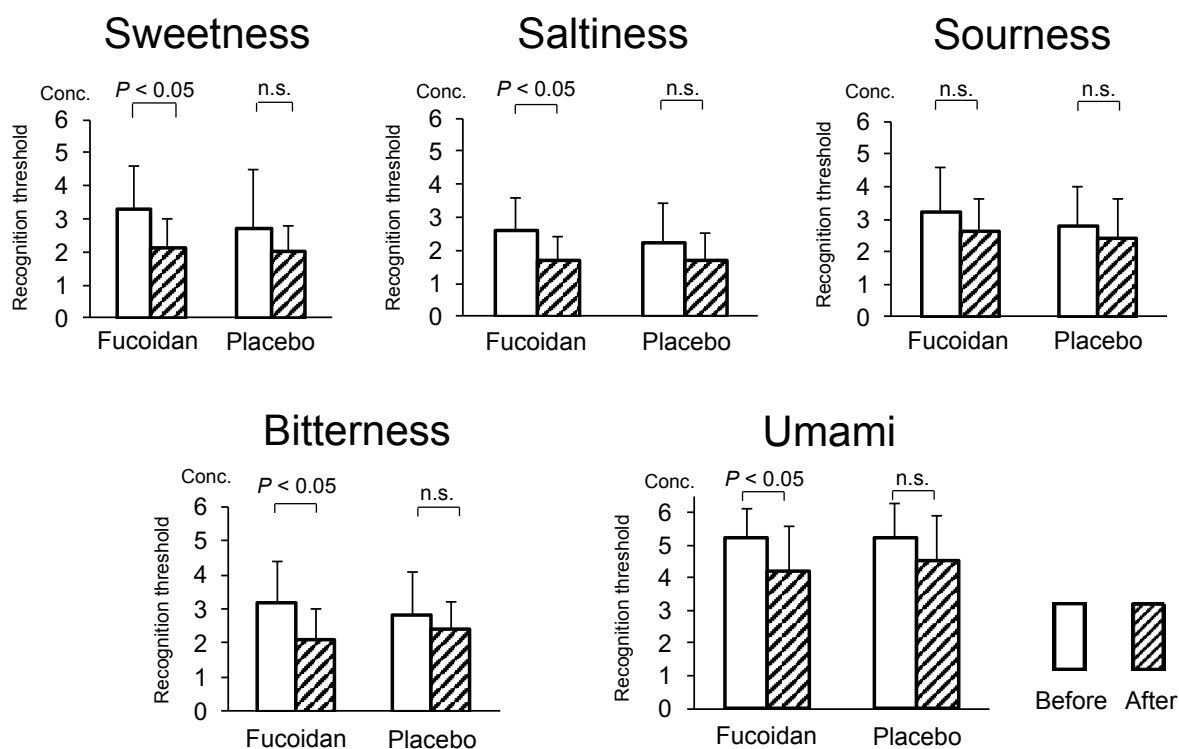 Sweetness
Conc.
P < 0.05
n.s.
Recognition threshold
6
5
4
3
2
1
0
Fucoidan Placebo
Saltiness
Conc.
P < 0.05
n.s.
Recognition threshold
6
5
4
3
2
1
0
Fucoidan Placebo
Sourness
Conc.
n.s.
n.s.
Recognition threshold
6
5
4
3
2
1
0
Fucoidan Placebo
Bitterness
Conc.
P < 0.05
n.s.
Recognition threshold
6
5
4
3
2
1
0
Fucoidan Placebo
Umami
Conc.
P < 0.05
n.s.
Recognition threshold
6
5
4
3
2
1
0
Fucoidan Placebo
Before After